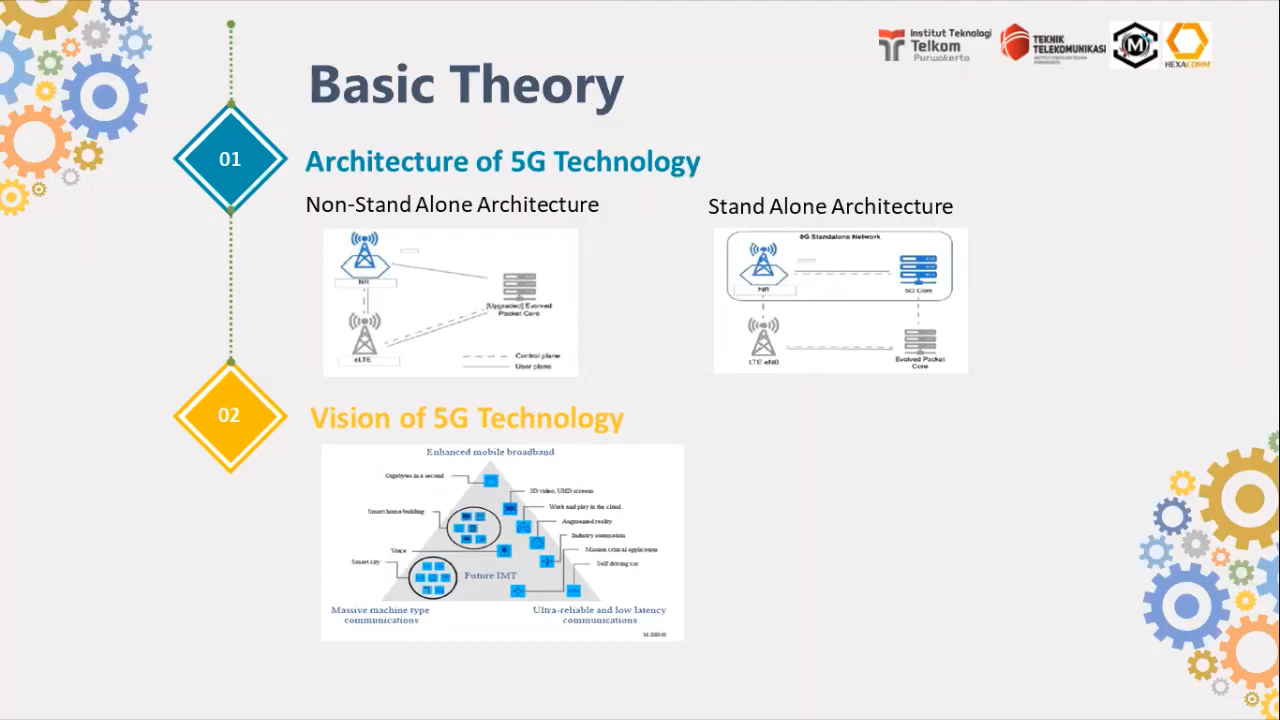 Institut Teknologi
Telkom
Purwokerto
TEKNIK
TELEKOMUNIKASI
HEXACOMM
Basic Theory
01
Architecture of 5G Technology
Non-Stand Alone Architecture
Stand Alone Architecture
NR
[Upgraded] Evolved
Packet Core
eLTE
Control plane
User plane
5G Standalone Network
NR
5G Core
LTE eNB
Evolved Packet
Core
02
Vision of 5G Technology
Enhanced mobile broadband
Gigabytes in a second
3D video, UHD screens
Work and play in the cloud
Smart home/building
Augmented reality
Industry automation
Voice
Mission critical application
Smart city
Self driving car
Future IMT
Massive machine type
communications
Ultra-reliable and low latency
communications